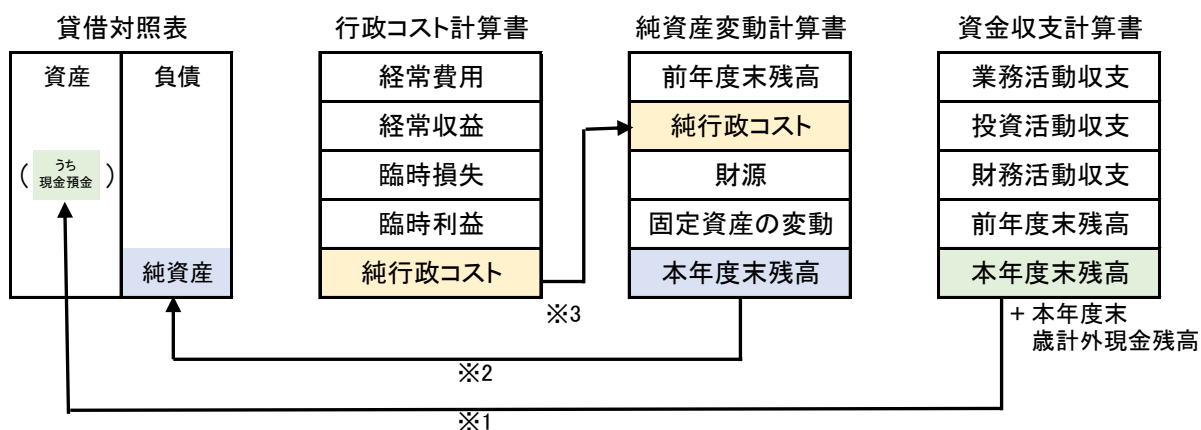 貸借対照表
行政コスト計算書
純資産変動計算書
資金収支計算書
資産
負債
(うち
現金預金)
純資産
経常費用
経常収益
臨時損失
臨時利益
純行政コスト
前年度末残高
純行政コスト
財源
固定資産の変動
本年度末残高
業務活動収支
投資活動収支
財務活動収支
前年度末残高
本年度末残高
+ 本年度末
歳計外現金残高
※3
※2
※1